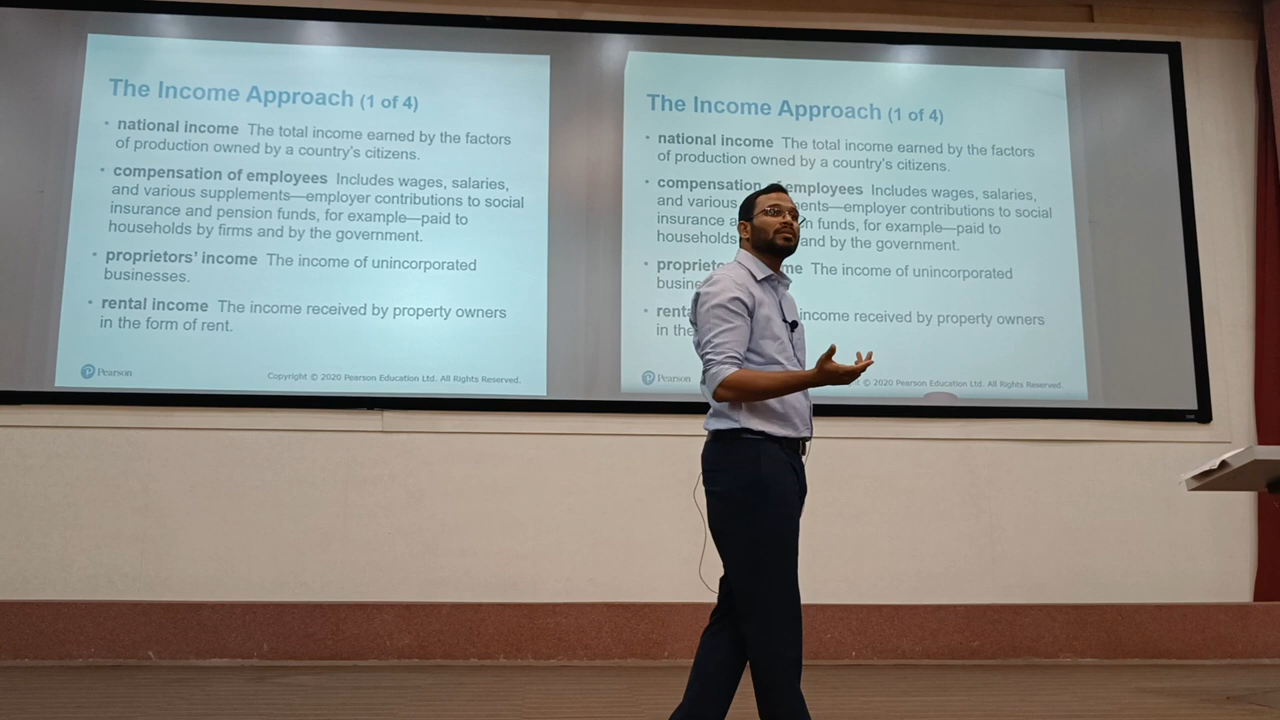 The Income Approach (1 of 4)
• national income The total income earned by the factors
of production owned by a country's citizens.
• compensation of employees Includes wages, salaries,
and various supplements—employer contributions to social
insurance and pension funds, for example—paid to
households by firms and by the government.
• proprietors' income The income of unincorporated
businesses.
• rental income The income received by property owners
in the form of rent.
Pearson
Copyright © 2020 Pearson Education Ltd. All Rights Reserved.
The Income Approach (1 of 4)
• national income The total income earned by the factors
of production owned by a country's citizens.
• compensation employees Includes wages, salaries,
and various ments—employer contributions to social
insurance funds, for example—paid to
households and by the government.
• The income of unincorporated
• income received by property owners
in the
Pearson
© 2020 Pearson Education Ltd. All Rights Reserved.